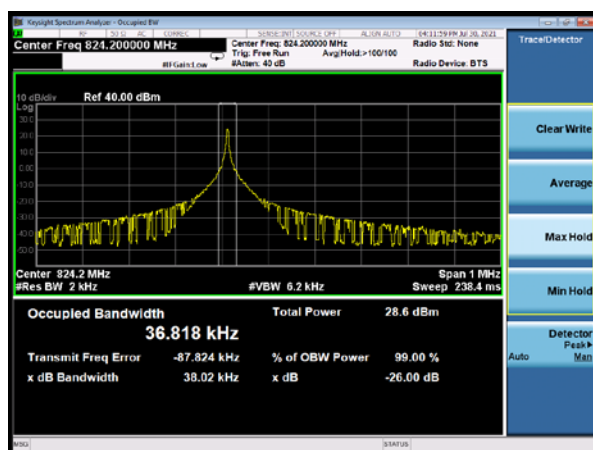 Keysight Spectrum Analyzer - Occupied BW
RF 50 Ω AC CORREC SENSE:INT SOURCE OFF ALIGN AUTO 04:11:59 PM Jul 30, 2021
Center Freq 824.200000 MHz Center Freq: 824.200000 MHz Radio Std: None Trace/Detector
Trig: Free Run Avg|Hold:>100/100
#IFGain:Low #Atten: 40 dB Radio Device: BTS
10 dB/div Ref 40.00 dBm
Log
30.0
20.0
10.0
0.00
-10.0
-20.0
-30.0
-40.0
-50.0
Clear Write
Average
Max Hold
Min Hold
Detector
Peak▶
Auto Man
Center 824.2 MHz Span 1 MHz
#Res BW 2 kHz #VBW 6.2 kHz Sweep 238.4 ms
Occupied Bandwidth Total Power 28.6 dBm
36.818 kHz
Transmit Freq Error -87.824 kHz % of OBW Power 99.00 %
x dB Bandwidth 38.02 kHz x dB -26.00 dB
MSG STATUS